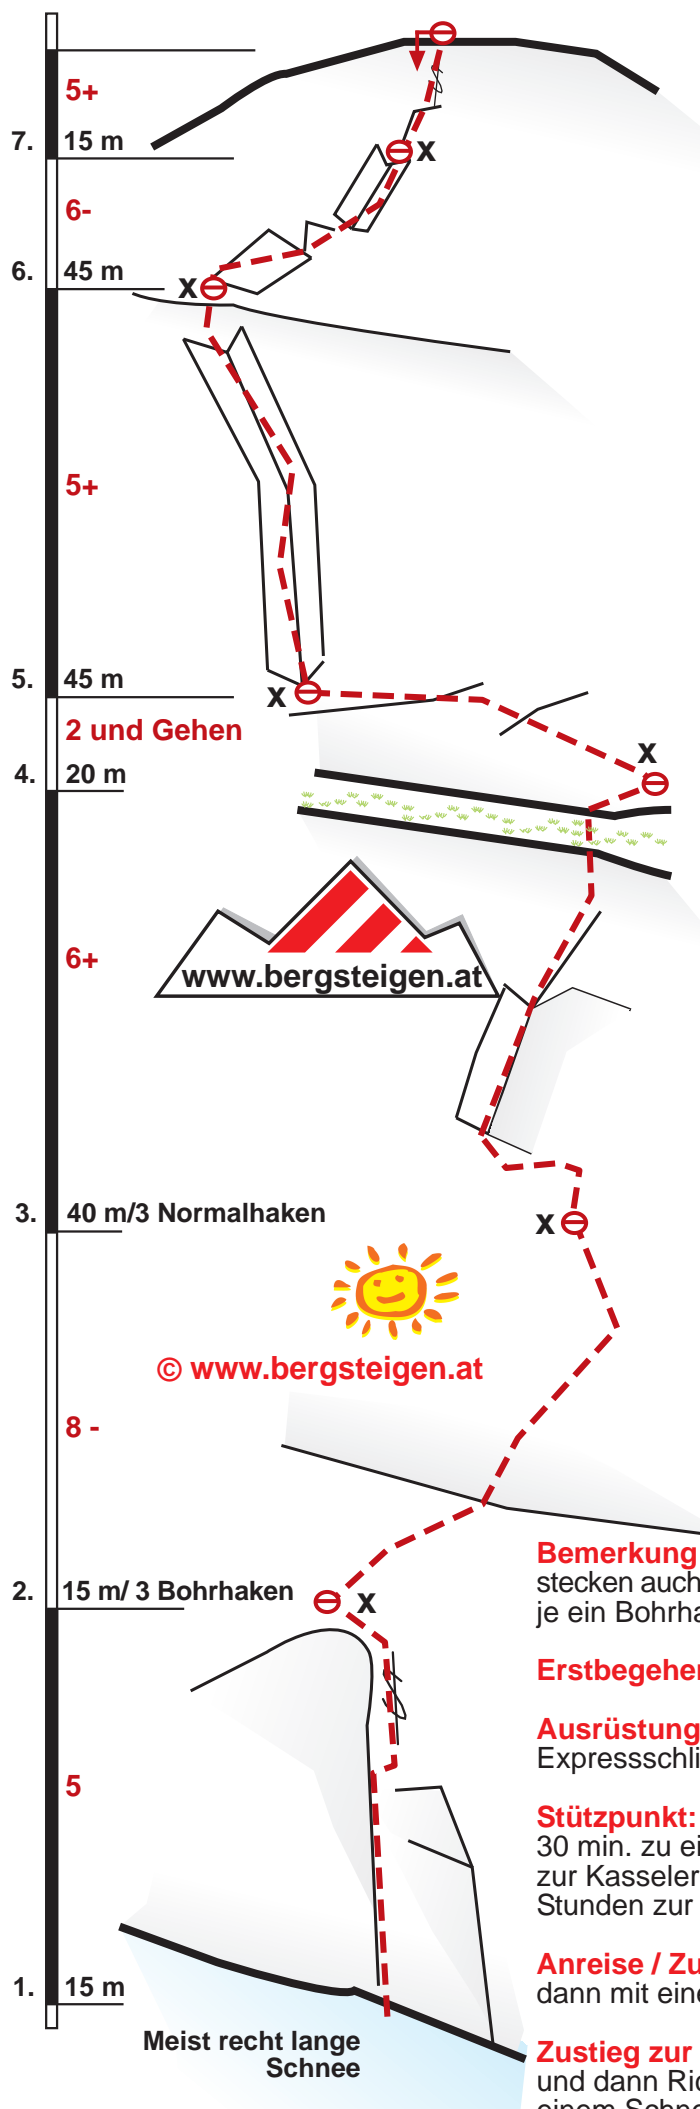 5+
7. 15 m
X
6-
6. 45 m
X
5+
5. 45 m
X
2 und Gehen
X
4. 20 m
6+
www.bergsteigen.at
3. 40 m/3 Normalhaken
X
© www.bergsteigen.at
8 -
2. 15 m/ 3 Bohrhaken
X
5
1. 15 m
Meist recht lange
Schnee
Bemerkung
stecken auch
je ein Bohrha
Erstbegeher
Ausrüstung
Expressschli
Stützpunkt:
30 min. zu ei
zur Kasseler
Stunden zur
Anreise / Zu
dann mit eine
Zustieg zur
und dann Ric
einem Schne